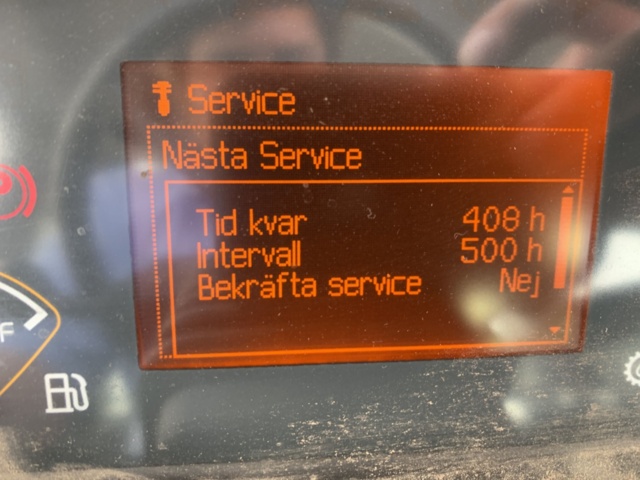 Service
Nästa Service
Tid kvar 408 h
Intervall 500 h
Bekräfta service Nej
F